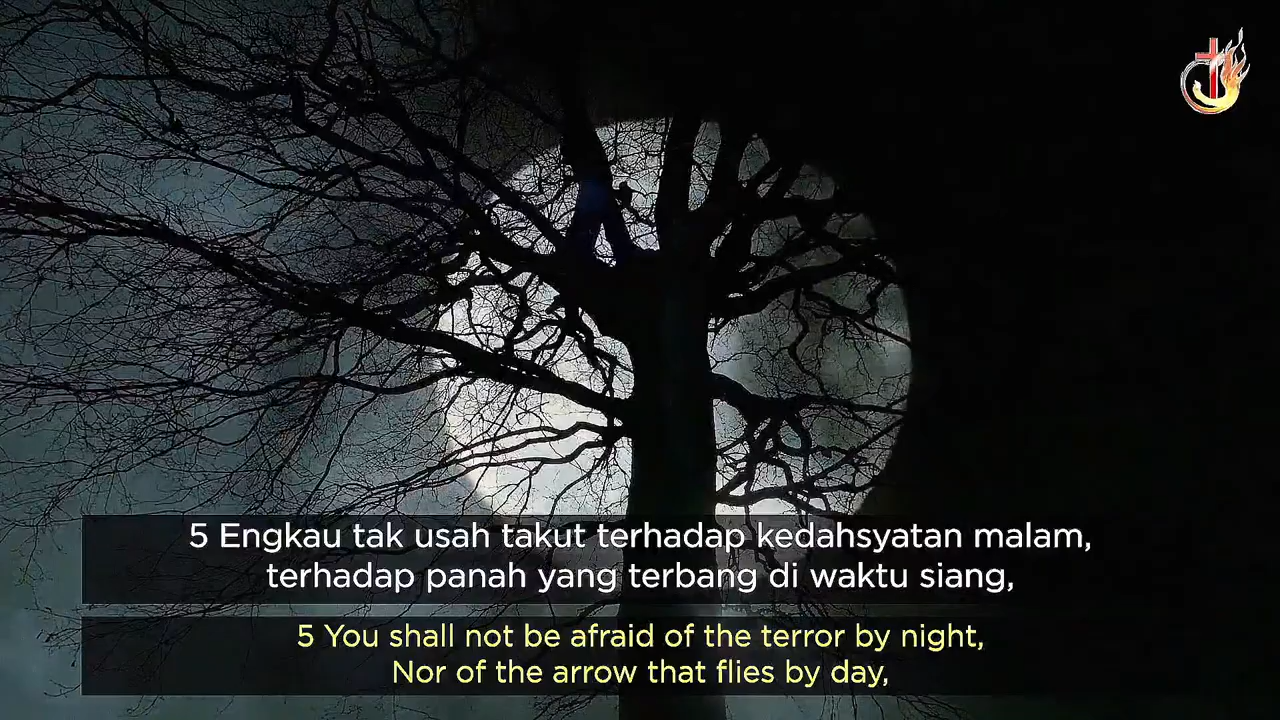 5 Engkau tak usah takut terhadap kedahsyatan malam,
terhadap panah yang terbang di waktu siang,
5 You shall not be afraid of the terror by night,
Nor of the arrow that flies by day,